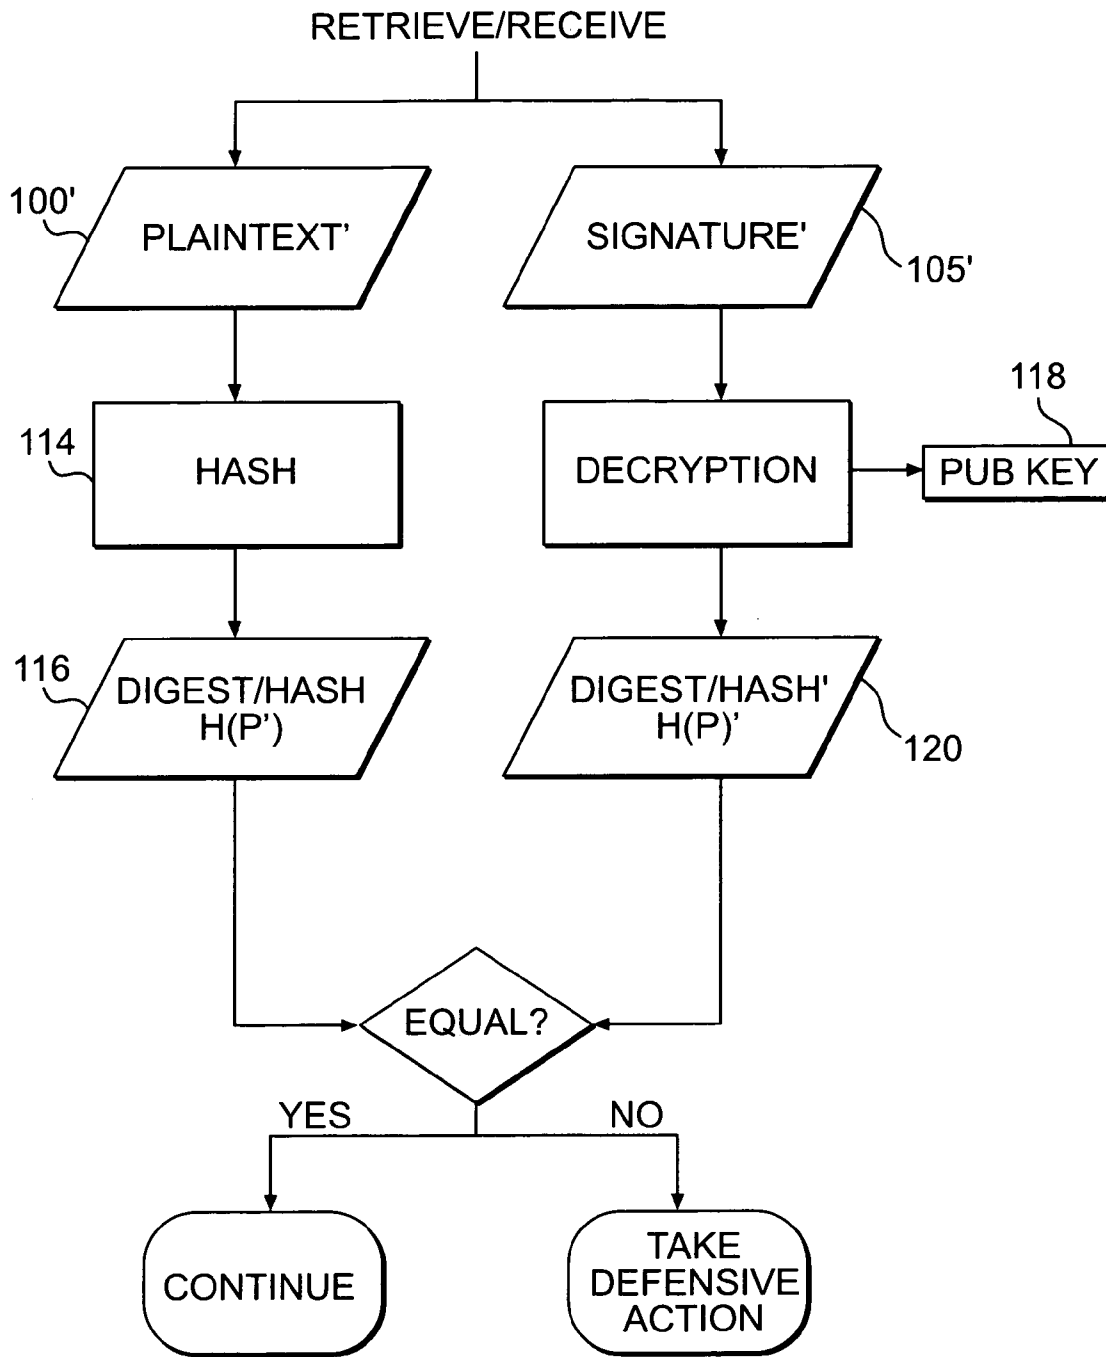 RETRIEVE/RECEIVE
100'
PLAINTEXT'
SIGNATURE'
105'
114
HASH
DECRYPTION
118
PUB KEY
116
DIGEST/HASH
H(P')
DIGEST/HASH'
H(P)'
120
EQUAL?
YES
NO
CONTINUE
TAKE
DEFENSIVE
ACTION